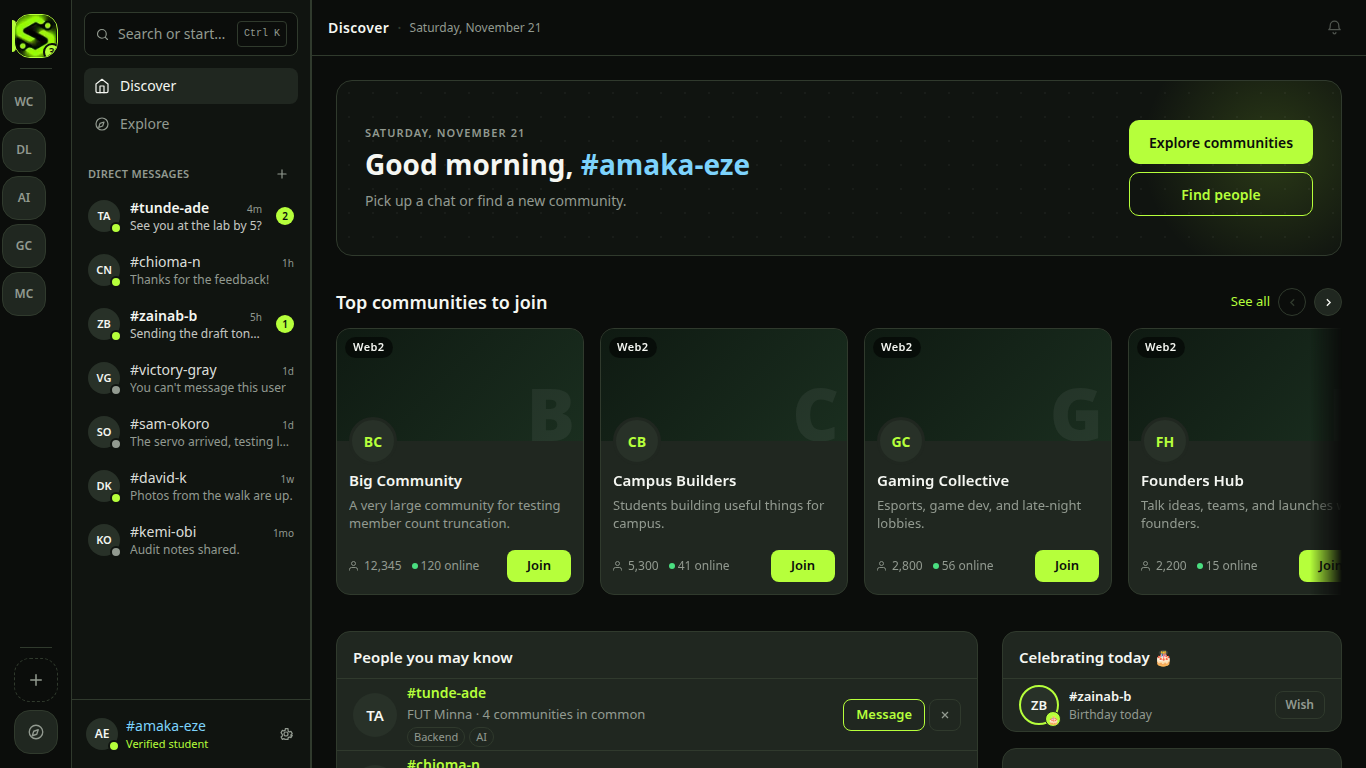 WC
DL
AI
GC
MC
Search or start...
Ctrl K
Discover
Explore
DIRECT MESSAGES
TA
#tunde-ade
4m
See you at the lab by 5?
2
CN
#chioma-n
1h
Thanks for the feedback!
ZB
#zainab-b
5h
Sending the draft ton...
1
VG
#victory-gray
1d
You can't message this user
SO
#sam-okoro
1d
The servo arrived, testing l...
DK
#david-k
1w
Photos from the walk are up.
KO
#kemi-obi
1mo
Audit notes shared.
AE
#amaka-eze
Verified student
Discover · Saturday, November 21
SATURDAY, NOVEMBER 21
Good morning, #amaka-eze
Pick up a chat or find a new community.
Explore communities
Find people
Top communities to join
See all
Web2
B
BC
Big Community
A very large community for testing
member count truncation.
12,345
120 online
Join
Web2
C
CB
Campus Builders
Students building useful things for
campus.
5,300
41 online
Join
Web2
G
GC
Gaming Collective
Esports, game dev, and late-night
lobbies.
2,800
56 online
Join
Web2
FH
Founders Hub
Talk ideas, teams, and launches
founders.
2,200
15 online
Join
People you may know
TA
#tunde-ade
FUT Minna · 4 communities in common
Backend
AI
Message
#chioma-n
Celebrating today
ZB
#zainab-b
Birthday today
Wish